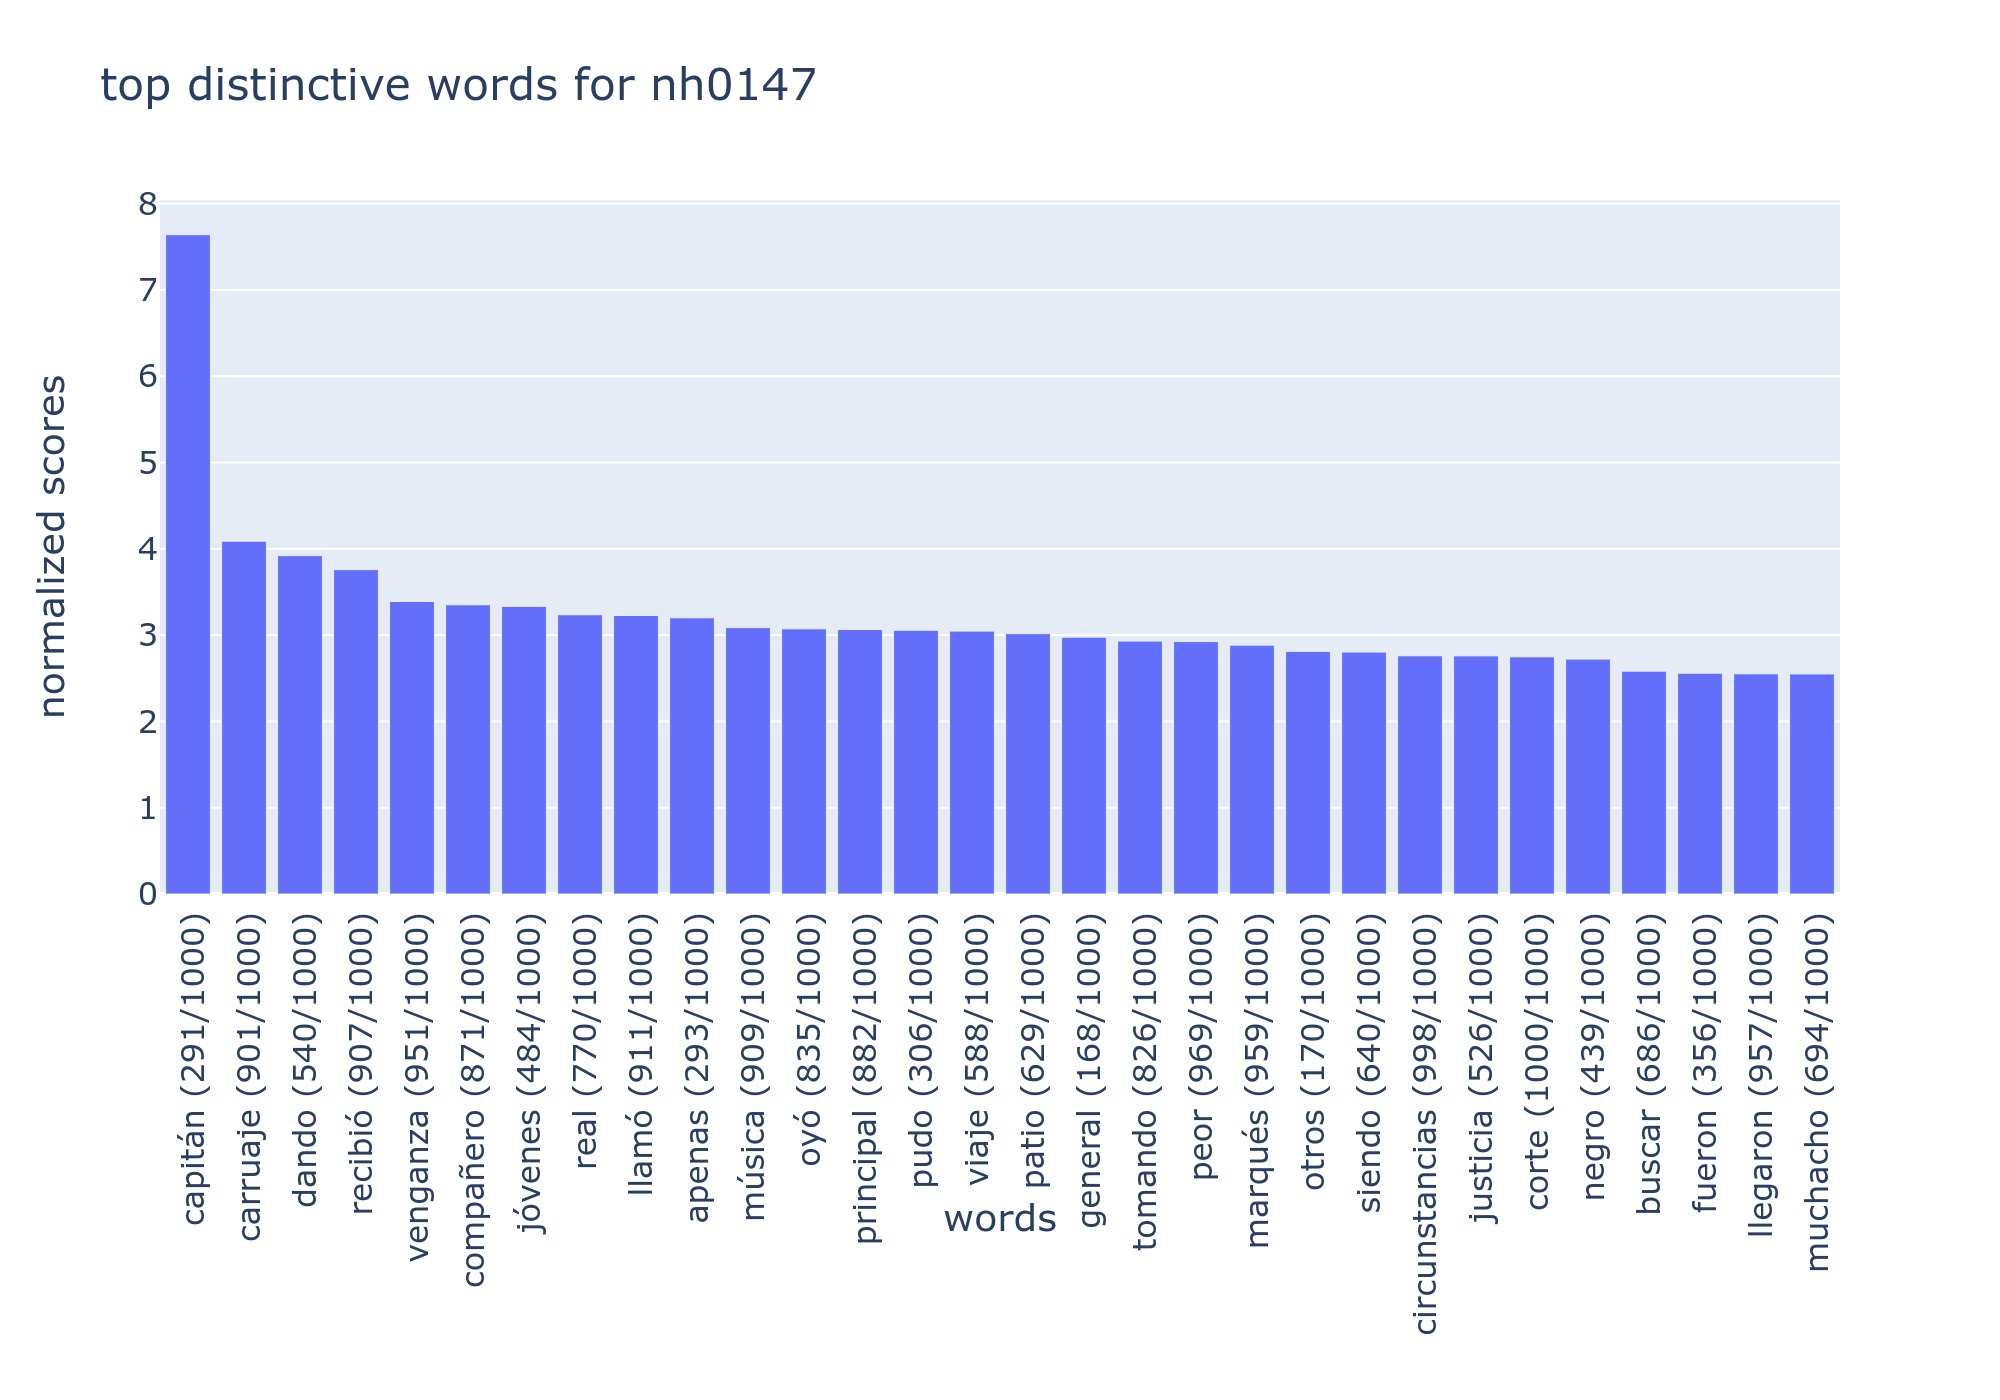 top distinctive words for nh0147
normalized scores
8
7
6
5
4
3
2
1
0
capitán (291/1000)
carruaje (901/1000)
dando (540/1000)
recibió (907/1000)
venganza (951/1000)
compañero (871/1000)
jóvenes (484/1000)
real (770/1000)
llamó (911/1000)
apenas (293/1000)
música (909/1000)
oyó (835/1000)
principal (882/1000)
pudo (306/1000)
viaje (588/1000)
patio (629/1000)
general (168/1000)
tomando (826/1000)
peor (969/1000)
marqués (959/1000)
otros (170/1000)
siendo (640/1000)
circunstancias (998/1000)
justicia (526/1000)
corte (1000/1000)
negro (439/1000)
buscar (686/1000)
fueron (356/1000)
llegaron (957/1000)
muchacho (694/1000)
words